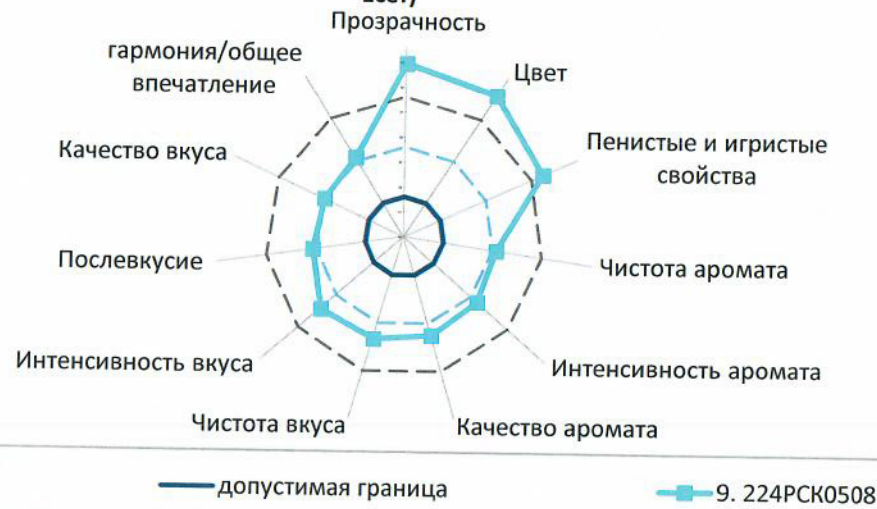 Прозрачность
гармония/общее
впечатление
Цвет
Качество вкуса
Пенистые и игристые
свойства
Послевкусие
Чистота аромата
Интенсивность вкуса
Интенсивность аромата
Чистота вкуса
Качество аромата
допустимая граница
9. 224РСК0508